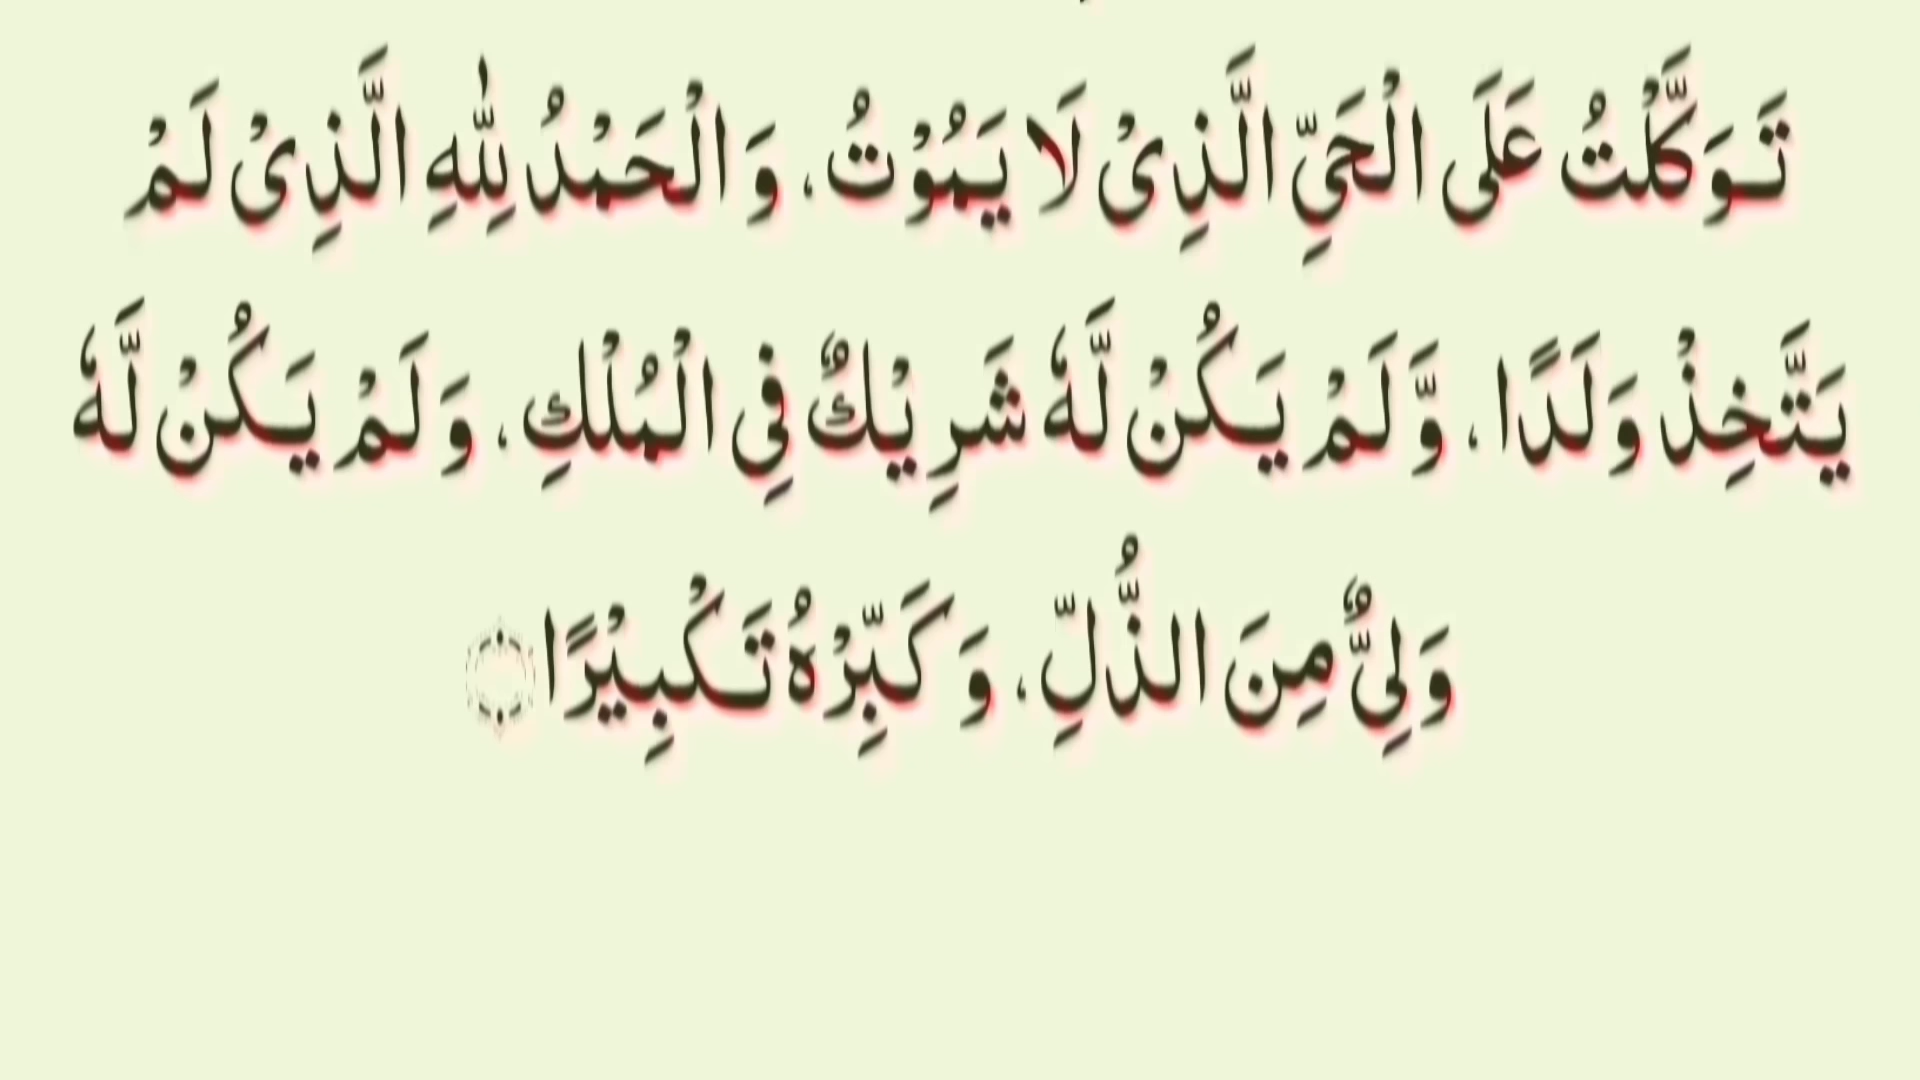 تَوَكَّلْتُ عَلَى الْحَيِّ الَّذِىْ لَا يَمُوْتُ، وَالْحَمْدُ لِلّٰهِ الَّذِىْ لَمْ
يَتَّخِذْ وَلَدًا، وَّلَمْ يَكُنْ لَّهٗ شَرِيْكٌ فِى الْمُلْكِ، وَلَمْ يَكُنْ لَّهٗ
وَلِىٌّ مِنَ الذُّلِّ، وَكَبِّرْهُ تَكْبِيْرًا ۝